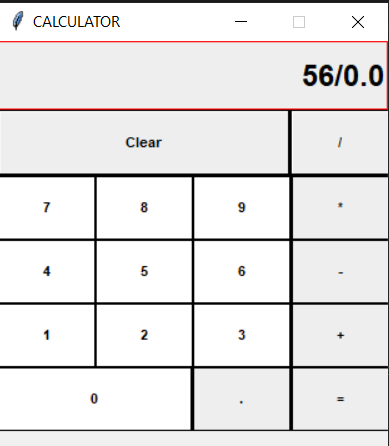 CALCULATOR
56/0.0
Clear /
7 8 9 *
4 5 6 -
1 2 3 +
0 . =